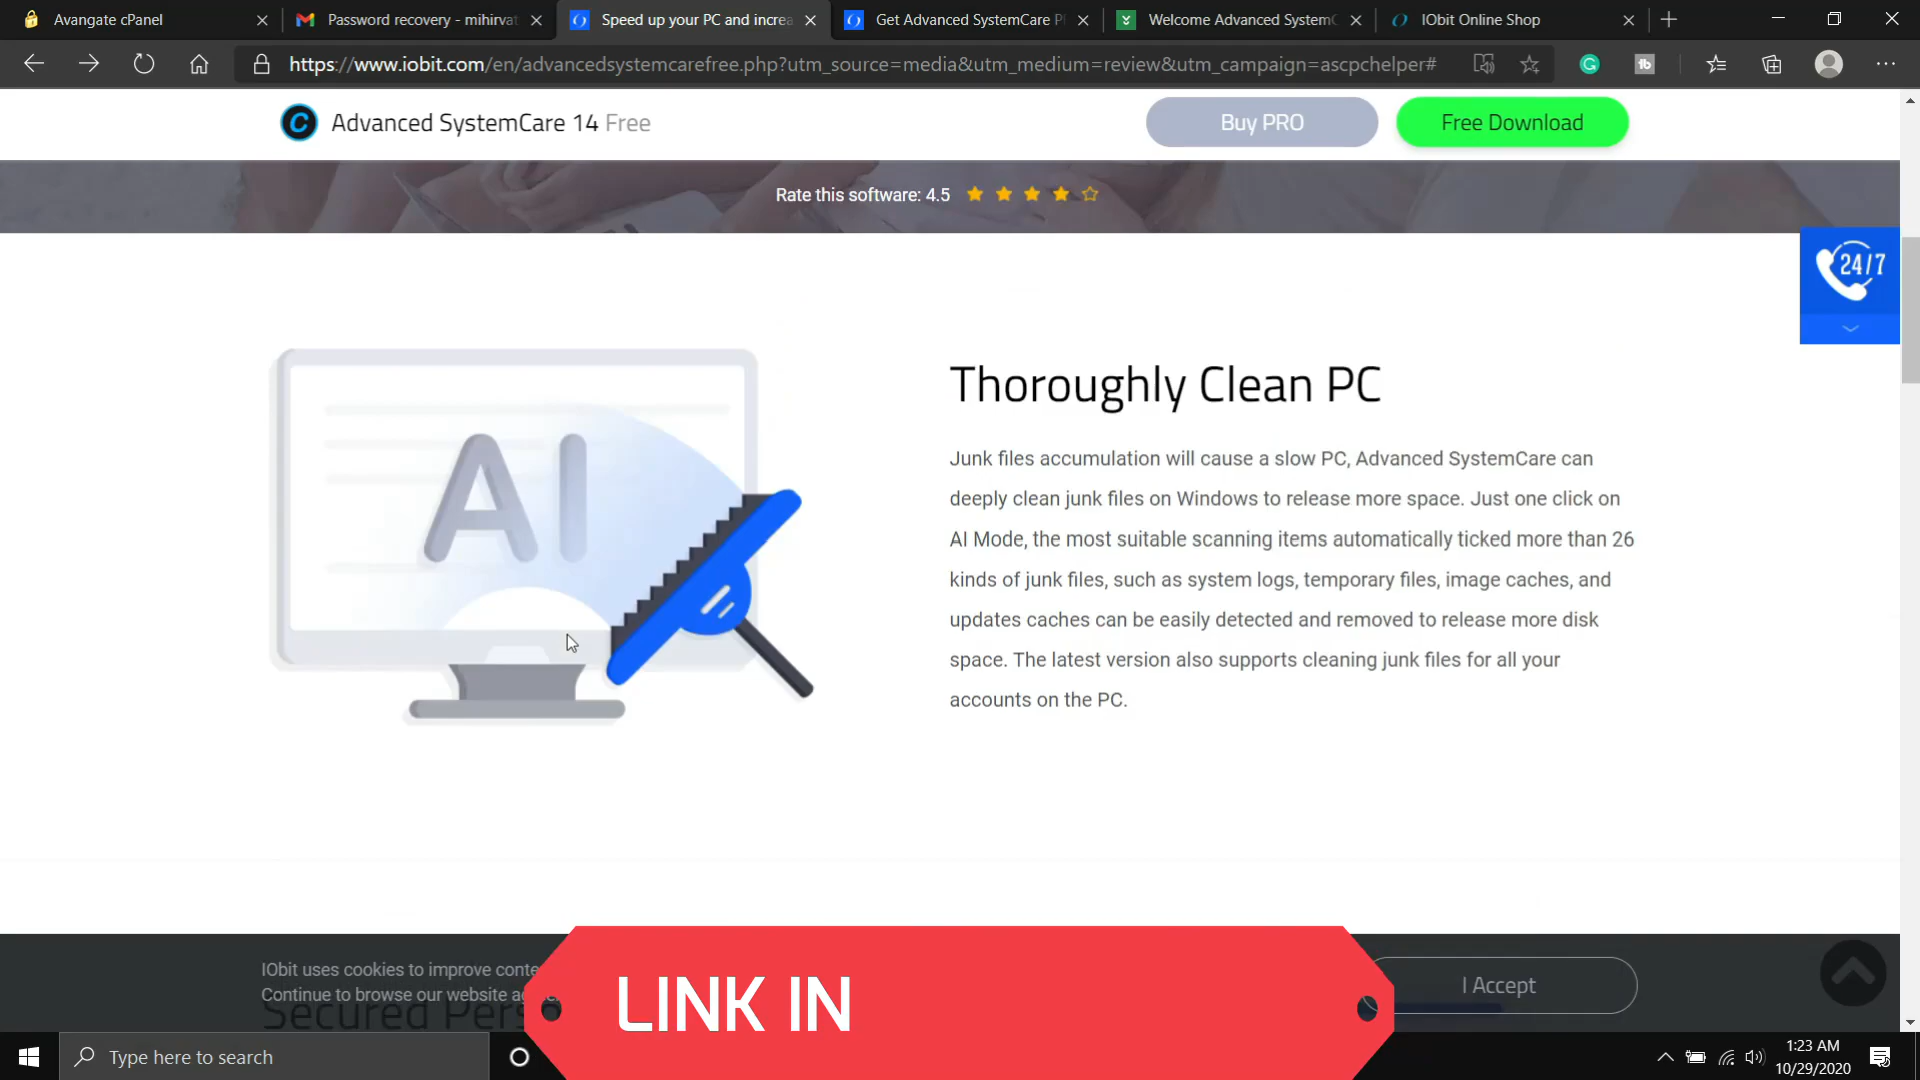 Avangate cPanel
Password recovery - mihirvat
Speed up your PC and increa
Get Advanced SystemCare P
Welcome Advanced System
IObit Online Shop
https://www.iobit.com/en/advancedsystemcarefree.php?utm_source=media&utm_medium=review&utm_campaign=ascpchelper#
Advanced SystemCare 14 Free
Buy PRO
Free Download
Rate this software: 4.5
24/7
AI
Thoroughly Clean PC
Junk files accumulation will cause a slow PC, Advanced SystemCare can
deeply clean junk files on Windows to release more space. Just one click on
AI Mode, the most suitable scanning items automatically ticked more than 26
kinds of junk files, such as system logs, temporary files, image caches, and
updates caches can be easily detected and removed to release more disk
space. The latest version also supports cleaning junk files for all your
accounts on the PC.
IObit uses cookies to improve conte
Continue to browse our website ag
I Accept
Secured Pers
LINK IN
Type here to search
1:23 AM
10/29/2020